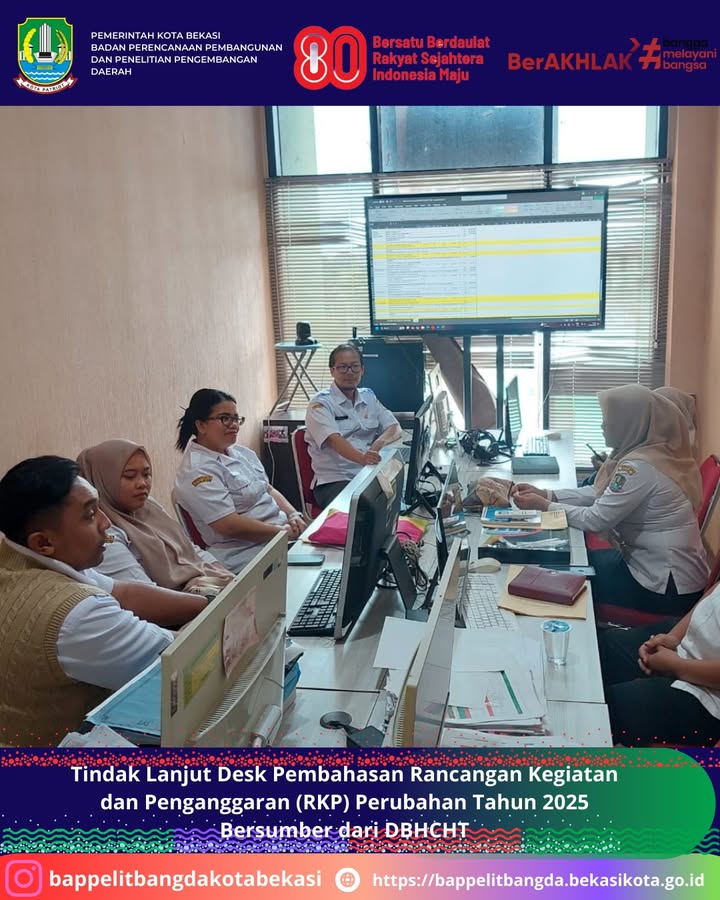 PEMERINTAH KOTA BEKASI
BADAN PERENCANAAN PEMBANGUNAN
DAN PENELITIAN PENGEMBANGAN
DAERAH
KOTA PATRIOT
80
Bersatu Berdaulat
Rakyat Sejahtera
Indonesia Maju
BerAKHLAK
#bangga
melayani
bangsa
Tindak Lanjut Desk Pembahasan Rancangan Kegiatan
dan Penganggaran (RKP) Perubahan Tahun 2025
Bersumber dari DBHCHT
bappelitbangdakotabekasi
https://bappelitbangda.bekasikota.go.id